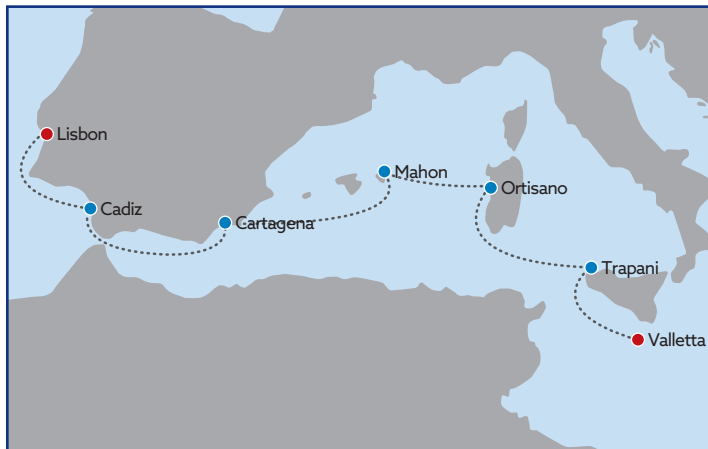 Lisbon
Cadiz
Cartagena
Mahon
Ortisano
Trapani
Valletta